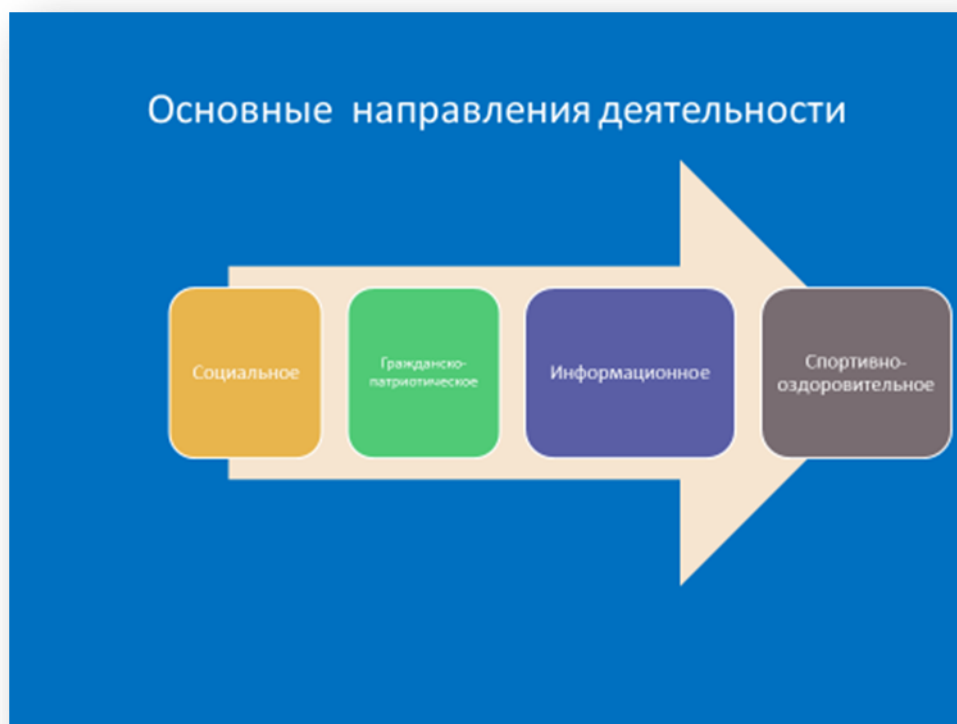 Основные направления деятельности
Социальное
Гражданско-
патриотическое
Информационное
Спортивно-
оздоровительное